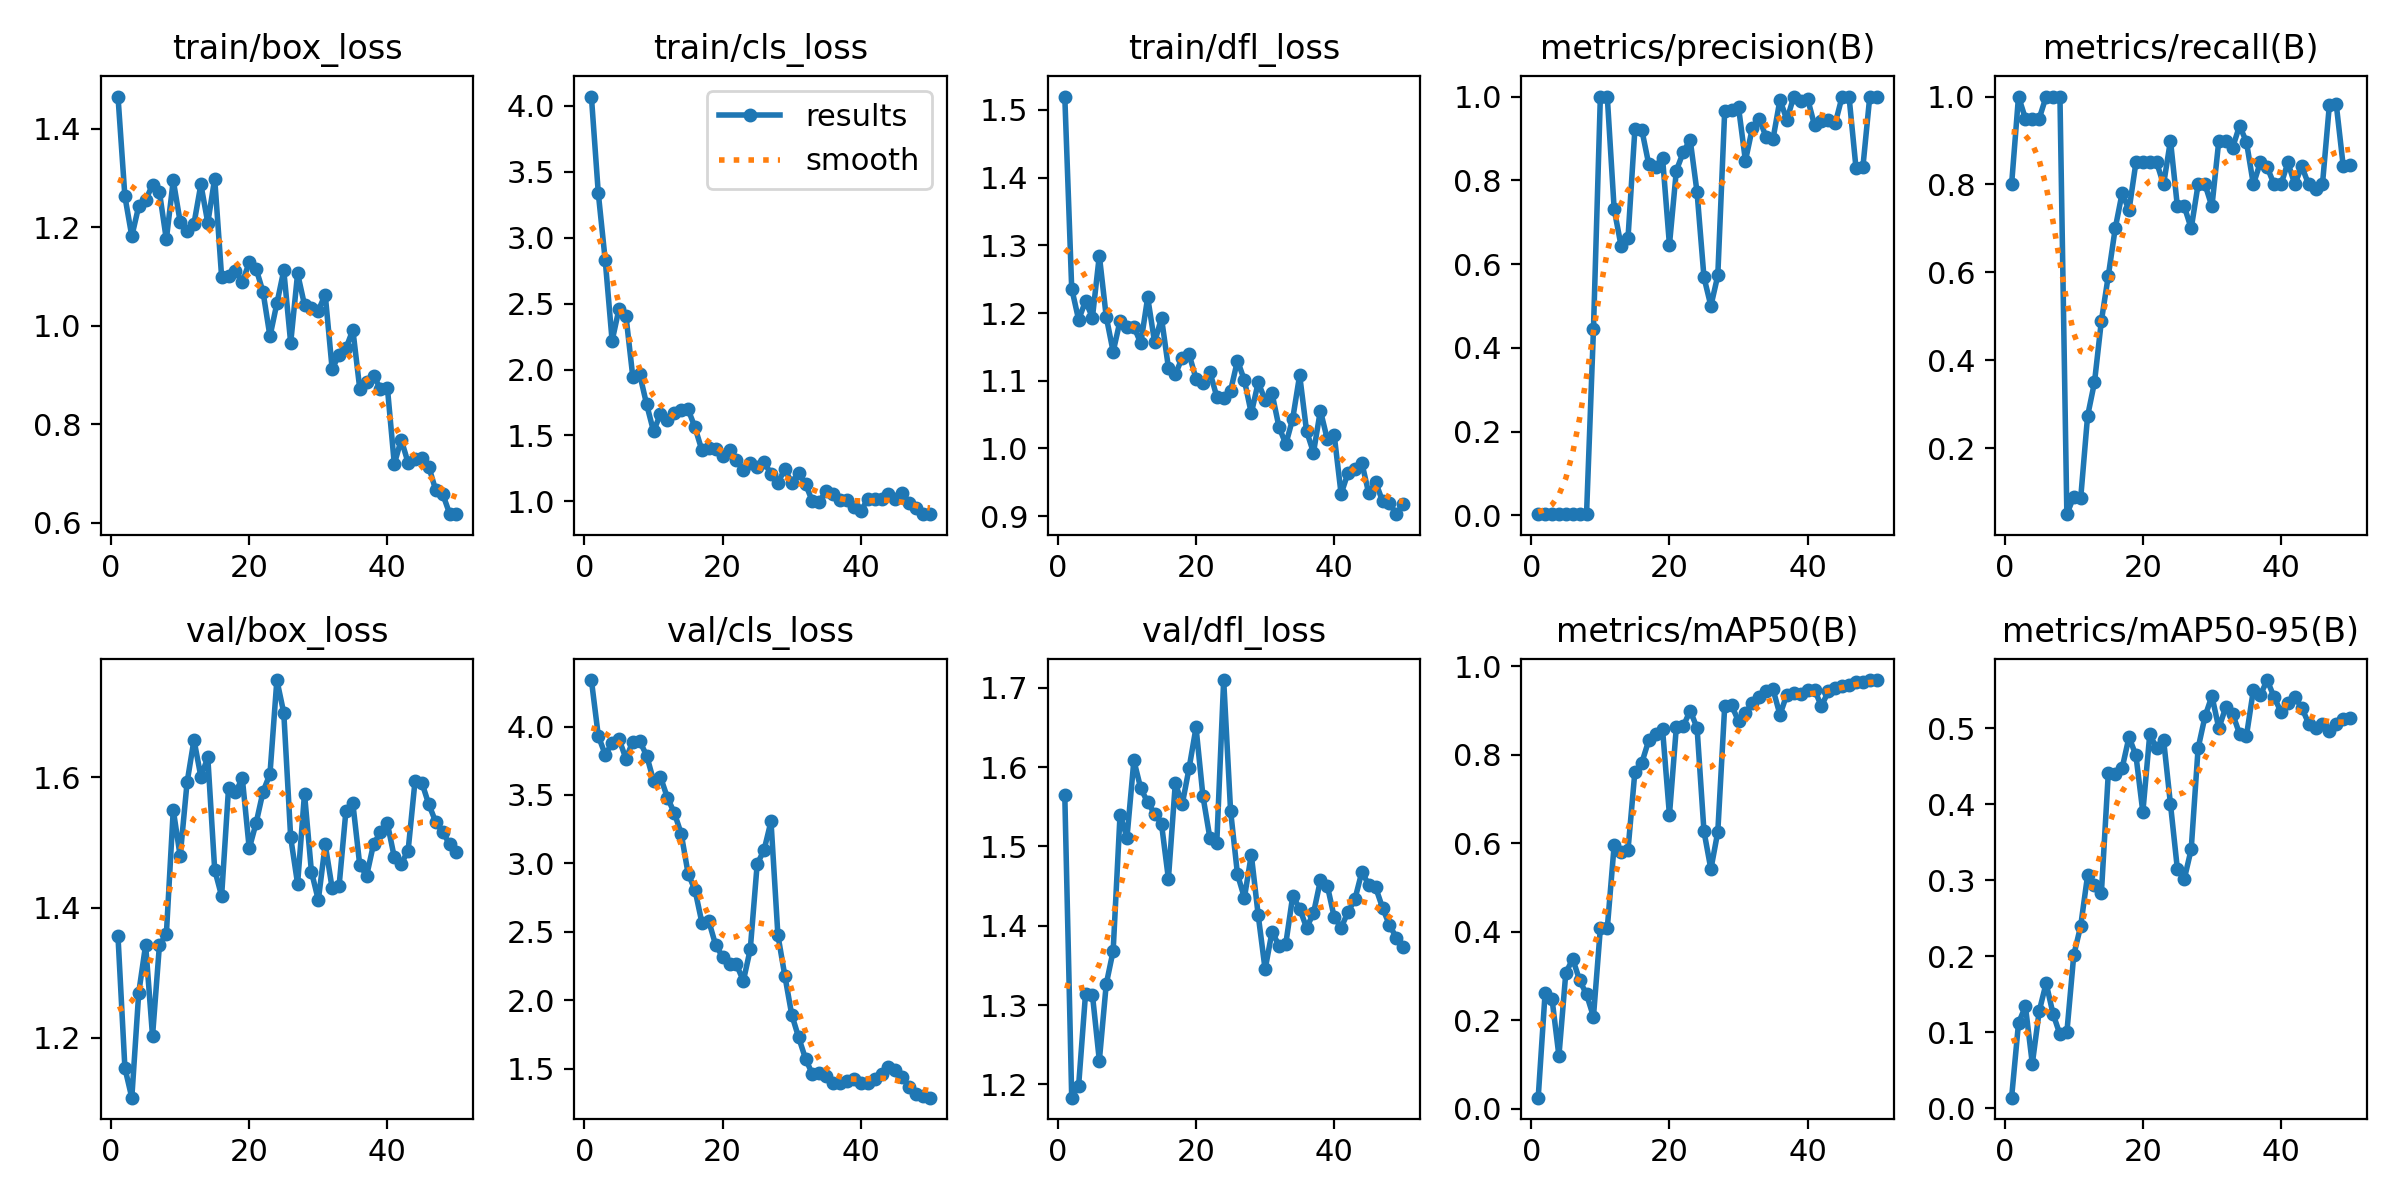 train/box_loss
1.4
1.2
1.0
0.8
0.6
0 20 40
train/cls_loss
results
smooth
4.0
3.5
3.0
2.5
2.0
1.5
1.0
0 20 40
train/dfl_loss
1.5
1.4
1.3
1.2
1.1
1.0
0.9
0 20 40
metrics/precision(B)
1.0
0.8
0.6
0.4
0.2
0.0
0 20 40
metrics/recall(B)
1.0
0.8
0.6
0.4
0.2
0 20 40
val/box_loss
1.6
1.4
1.2
0 20 40
val/cls_loss
4.0
3.5
3.0
2.5
2.0
1.5
0 20 40
val/dfl_loss
1.7
1.6
1.5
1.4
1.3
1.2
0 20 40
metrics/mAP50(B)
1.0
0.8
0.6
0.4
0.2
0.0
0 20 40
metrics/mAP50-95(B)
0.5
0.4
0.3
0.2
0.1
0.0
0 20 40